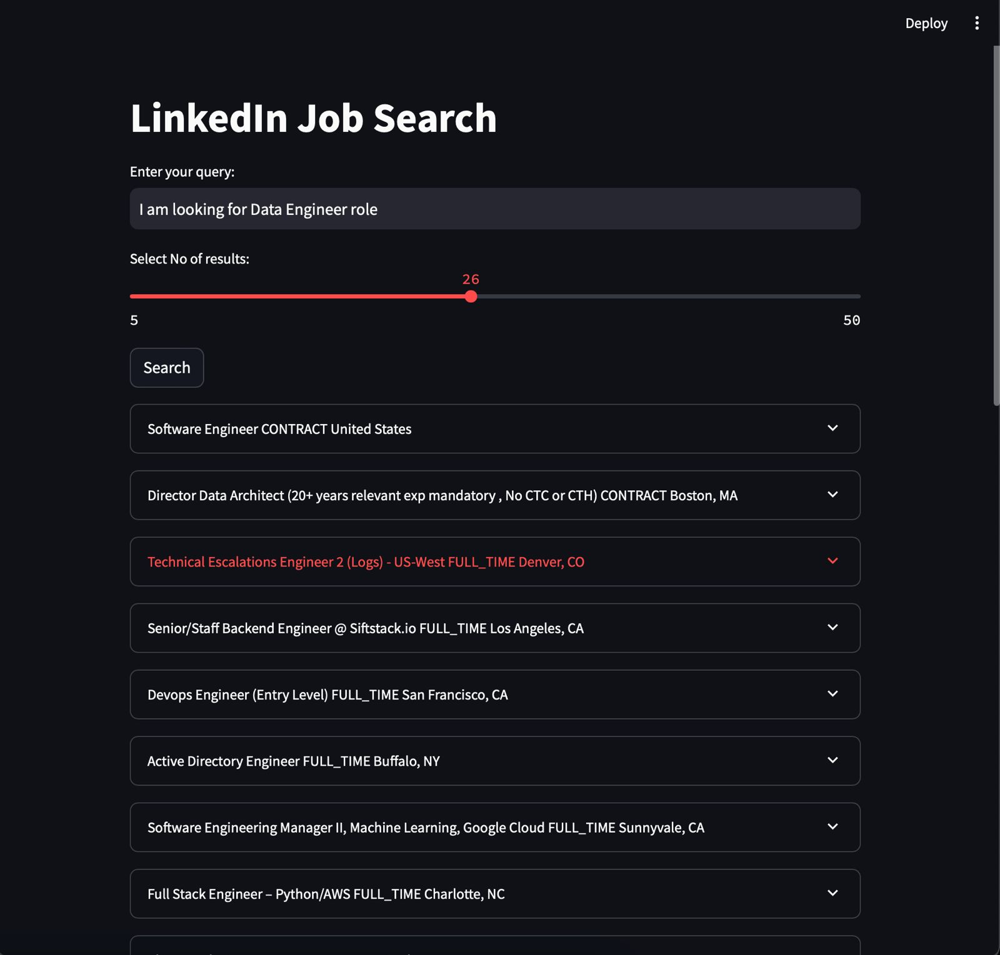 Deploy
LinkedIn Job Search
Enter your query:
I am looking for Data Engineer role
Select No of results:
26
5
50
Search
Software Engineer CONTRACT United States
Director Data Architect (20+ years relevant exp mandatory , No CTC or CTH) CONTRACT Boston, MA
Technical Escalations Engineer 2 (Logs) - US-West FULL_TIME Denver, CO
Senior/Staff Backend Engineer @ Siftstack.io FULL_TIME Los Angeles, CA
Devops Engineer (Entry Level) FULL_TIME San Francisco, CA
Active Directory Engineer FULL_TIME Buffalo, NY
Software Engineering Manager II, Machine Learning, Google Cloud FULL_TIME Sunnyvale, CA
Full Stack Engineer – Python/AWS FULL_TIME Charlotte, NC